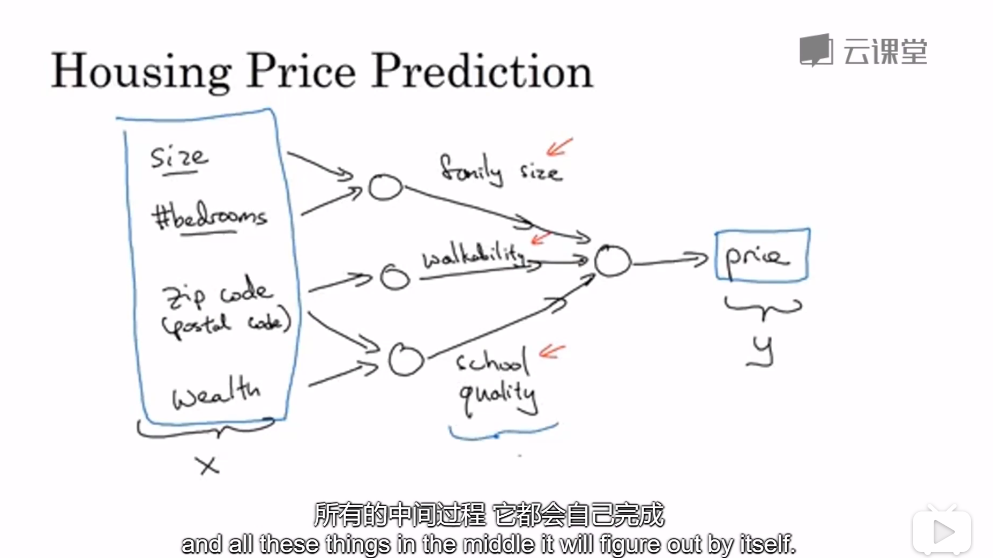 云课堂
Housing Price Prediction
size
#bedrooms
zip code
(postal code)
wealth
x
family size
walkability
school
quality
price
y
所有的中间过程 它都会自己完成
and all these things in the middle it will figure out by itself.